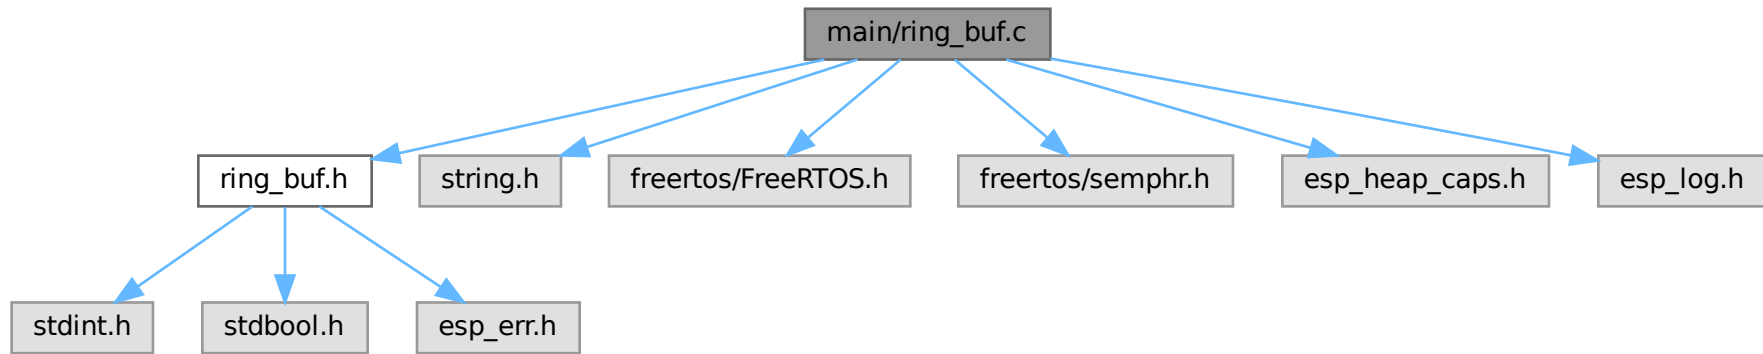 main/ring_buf.c
ring_buf.h
string.h
freertos/FreeRTOS.h
freertos/semphr.h
esp_heap_caps.h
esp_log.h
stdint.h
stdbool.h
esp_err.h